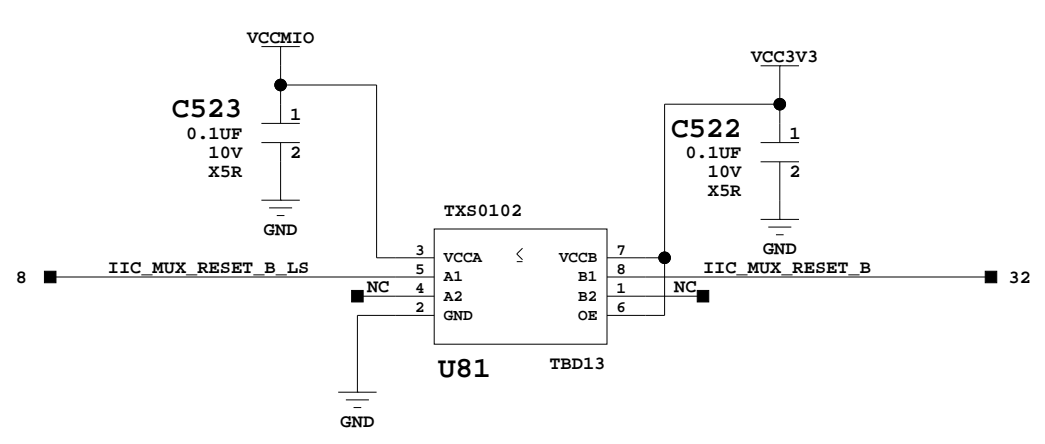 VCCMIO
VCC3V3
C523
1
0.1UF
10V
2
X5R
GND
C522
1
0.1UF
10V
2
X5R
GND
TXS0102
3 VCCA ≤ VCCB 7
8 IIC_MUX_RESET_B_LS 5 A1 B1 8 IIC_MUX_RESET_B 32
NC 4 A2 B2 1 NC
2 GND OE 6
U81 TBD13
GND